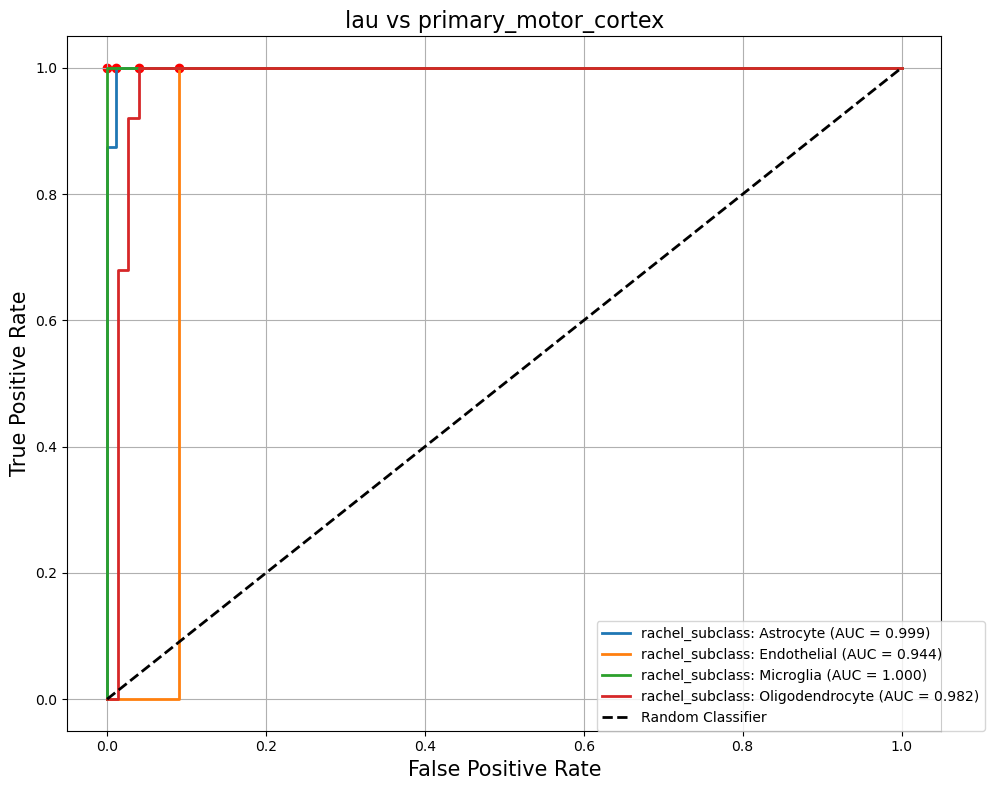 lau vs primary_motor_cortex
True Positive Rate
1.0
0.8
0.6
0.4
0.2
0.0
0.0 0.2 0.4 0.6 0.8 1.0
False Positive Rate
rachel_subclass: Astrocyte (AUC = 0.999)
rachel_subclass: Endothelial (AUC = 0.944)
rachel_subclass: Microglia (AUC = 1.000)
rachel_subclass: Oligodendrocyte (AUC = 0.982)
Random Classifier